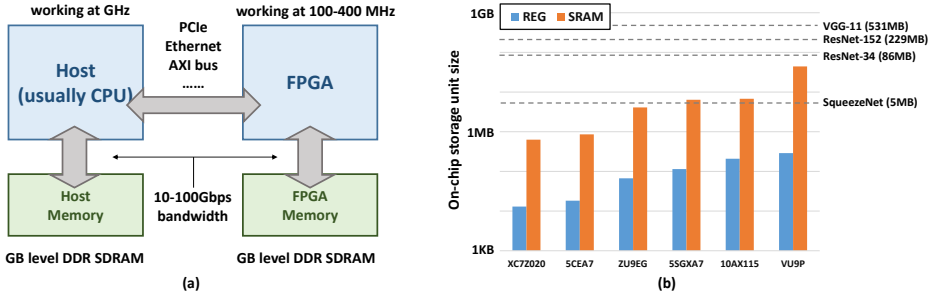 working at GHz
working at 100-400 MHz
PCIe
Ethernet
AXI bus
......
Host
(usually CPU)
FPGA
10-100Gbps
bandwidth
Host
Memory
FPGA
Memory
GB level DDR SDRAM
GB level DDR SDRAM
(a)
On-chip storage unit size
1GB
1MB
1KB
REG
SRAM
VGG-11 (531MB)
ResNet-152 (229MB)
ResNet-34 (86MB)
SqueezeNet (5MB)
XC7Z020
5CEA7
ZU9EG
5SGXA7
10AX115
VU9P
(b)